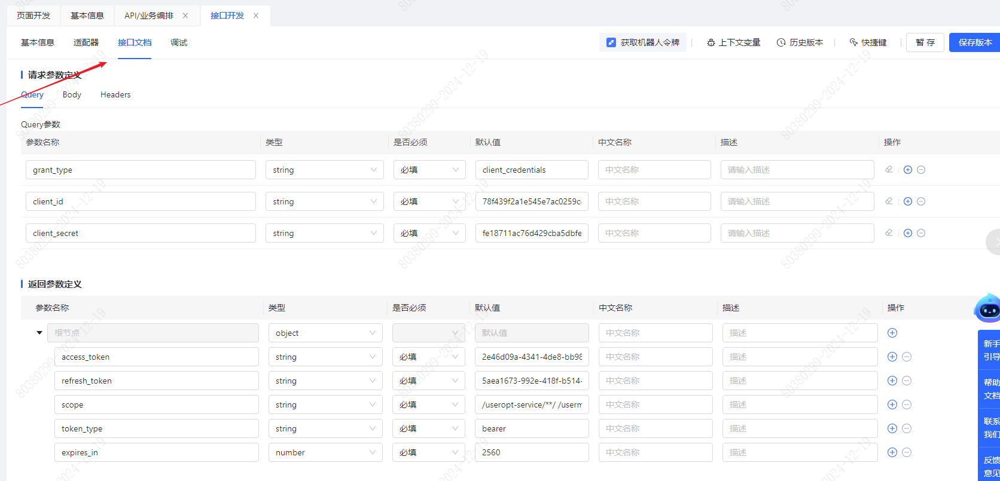 页面开发 基本信息 API/业务编排 接口开发
基本信息 适配器 接口文档 调试 获取机器人令牌 上下文变量 历史版本 快捷键 暂 存 保存版本
请求参数定义
Query Body Headers
Query参数
参数名称 类型 是否必须 默认值 中文名称 描述 操作
grant_type string 必填 client_credentials 中文名称 请输入描述
client_id string 必填 78f439f2a1e545e7ac0259c 中文名称 请输入描述
client_secret string 必填 fe18711ac76d429cba5dbfe 中文名称 请输入描述
返回参数定义
参数名称 类型 是否必须 默认值 中文名称 描述 操作
根节点 object 默认值 中文名称 描述
access_token string 必填 2e46d09a-4341-4de8-bb98 中文名称 描述
refresh_token string 必填 5aea1673-992e-418f-b514- 中文名称 描述
scope string 必填 /useropt-service/**/ /userm 中文名称 描述
token_type string 必填 bearer 中文名称 描述
expires_in number 必填 2560 中文名称 描述
新手
引导
帮助
文档
联系
我们
反馈
意见
80380299-2024-12-19